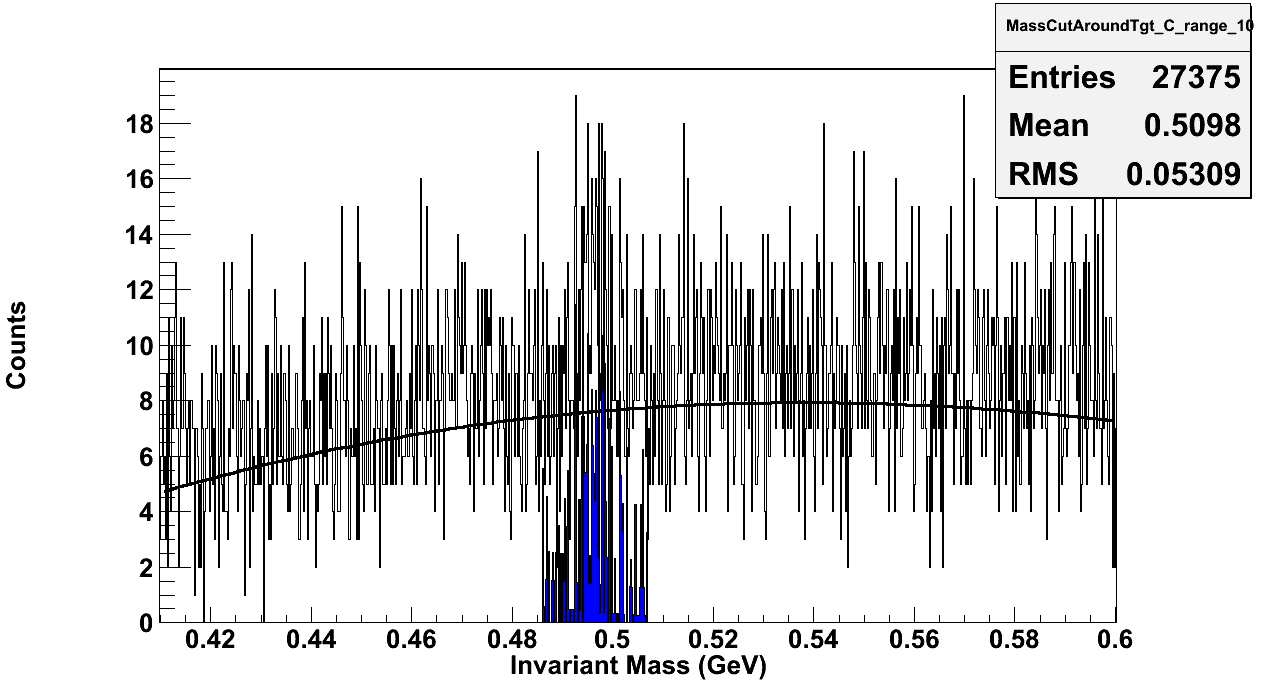 MassCutAroundTgt_C_range_10
Entries 27375
Mean 0.5098
RMS 0.05309
Counts
18
16
14
12
10
8
6
4
2
0
0.42 0.44 0.46 0.48 0.5 0.52 0.54 0.56 0.58 0.6
Invariant Mass (GeV)